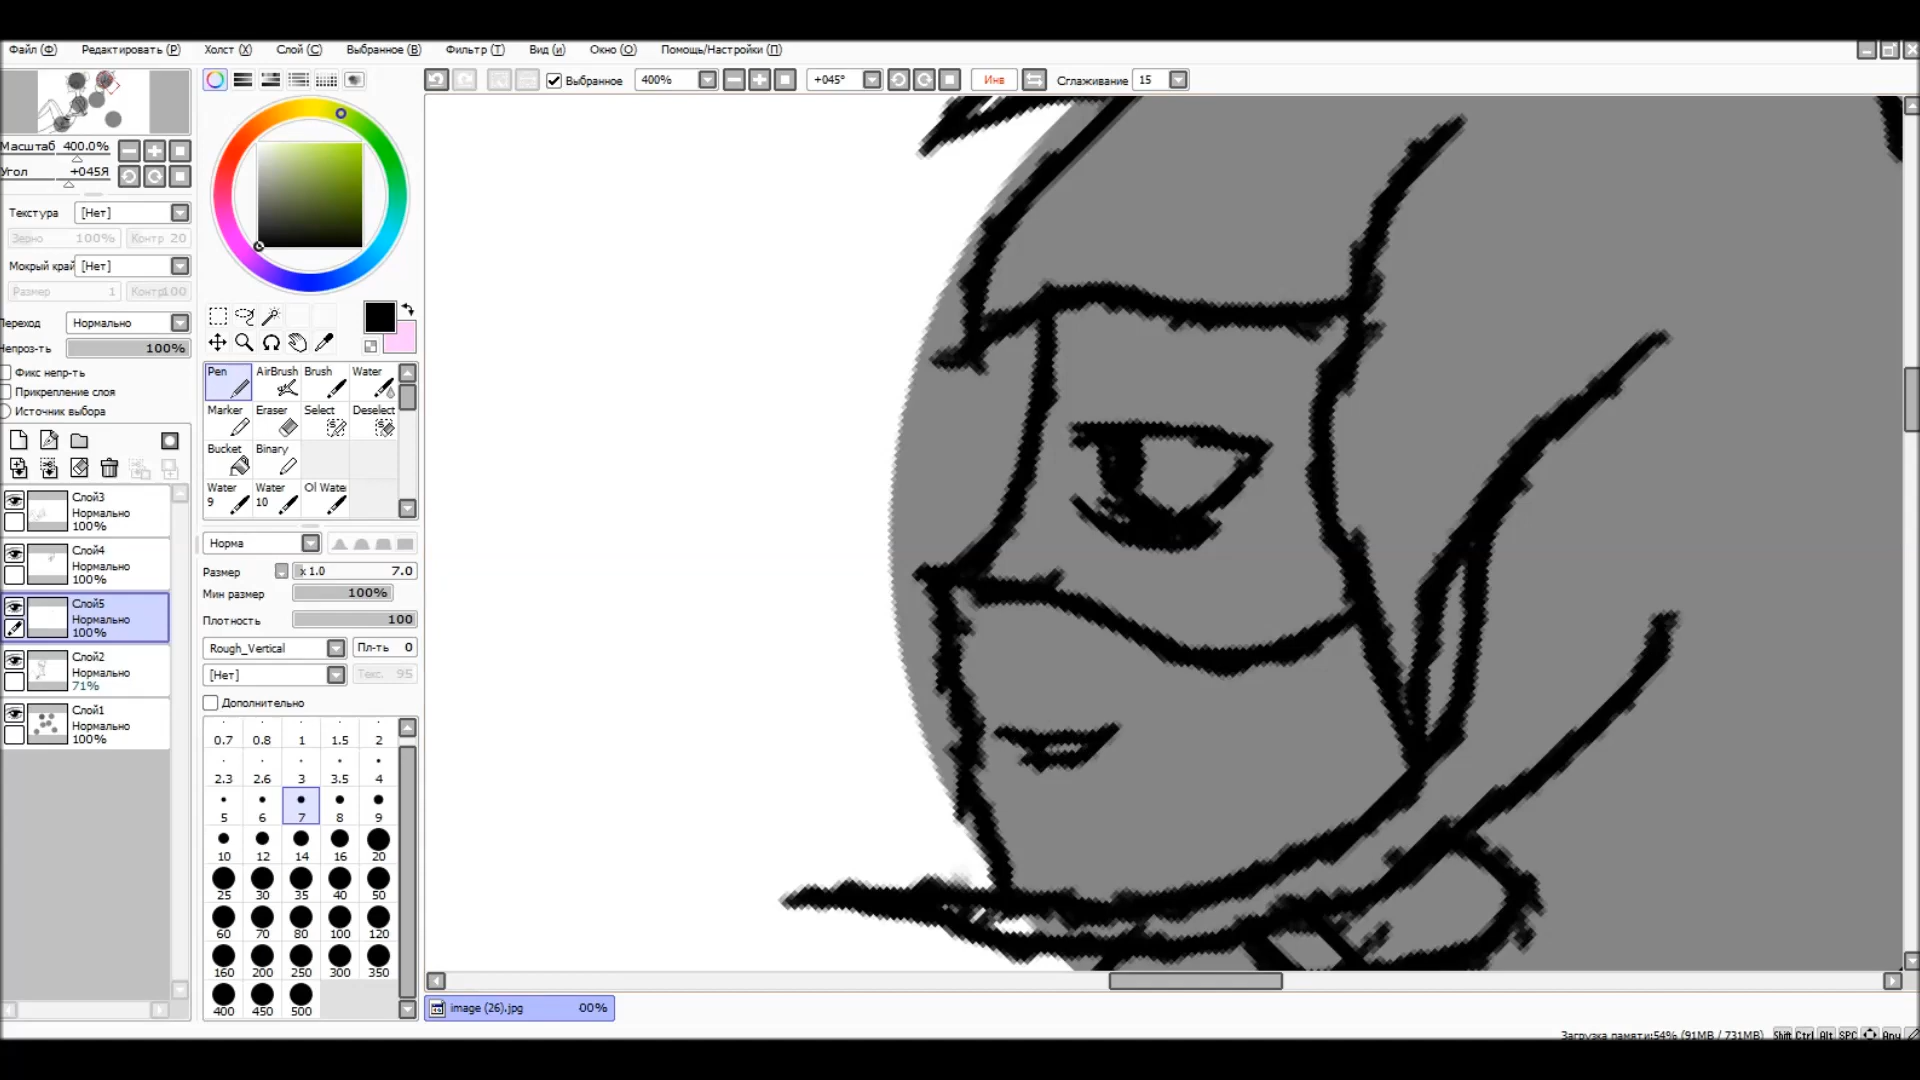 Файл (Ф) Редактировать (Р) Холст (Х) Слой (С) Выбранное (В) Фильтр (Т) Вид (и) Окно (О) Помощь/Настройки (П)
Выбранное 400% +045° Инв Сглаживание 15
Масштаб 400.0%
Угол +045Я
Текстура [Нет]
Зерно 100% Контр 20
Мокрый край [Нет]
Размер 1 Контр 100
Переход Нормально
Непроз-ть 100%
Фикс непр-ть
Прикрепление слоя
Источник выбора
Слой3
Нормально
100%
Слой4
Нормально
100%
Слой5
Нормально
100%
Слой2
Нормально
71%
Слой1
Нормально
100%
Pen AirBrush Brush Water
Marker Eraser Select Deselect
Bucket Binary
Water 9 Water 10 Ol Wate
Норма
Размер x 1.0 7.0
Мин размер 100%
Плотность 100
Rough_Vertical Пл-ть 0
[Нет] Текс. 95
Дополнительно
0.7 0.8 1 1.5 2
2.3 2.6 3 3.5 4
5 6 7 8 9
10 12 14 16 20
25 30 35 40 50
60 70 80 100 120
160 200 250 300 350
400 450 500
image (26).jpg 00%
Загрузка памяти:54% (91MB / 731MB) Shift Ctrl Alt SPC Any